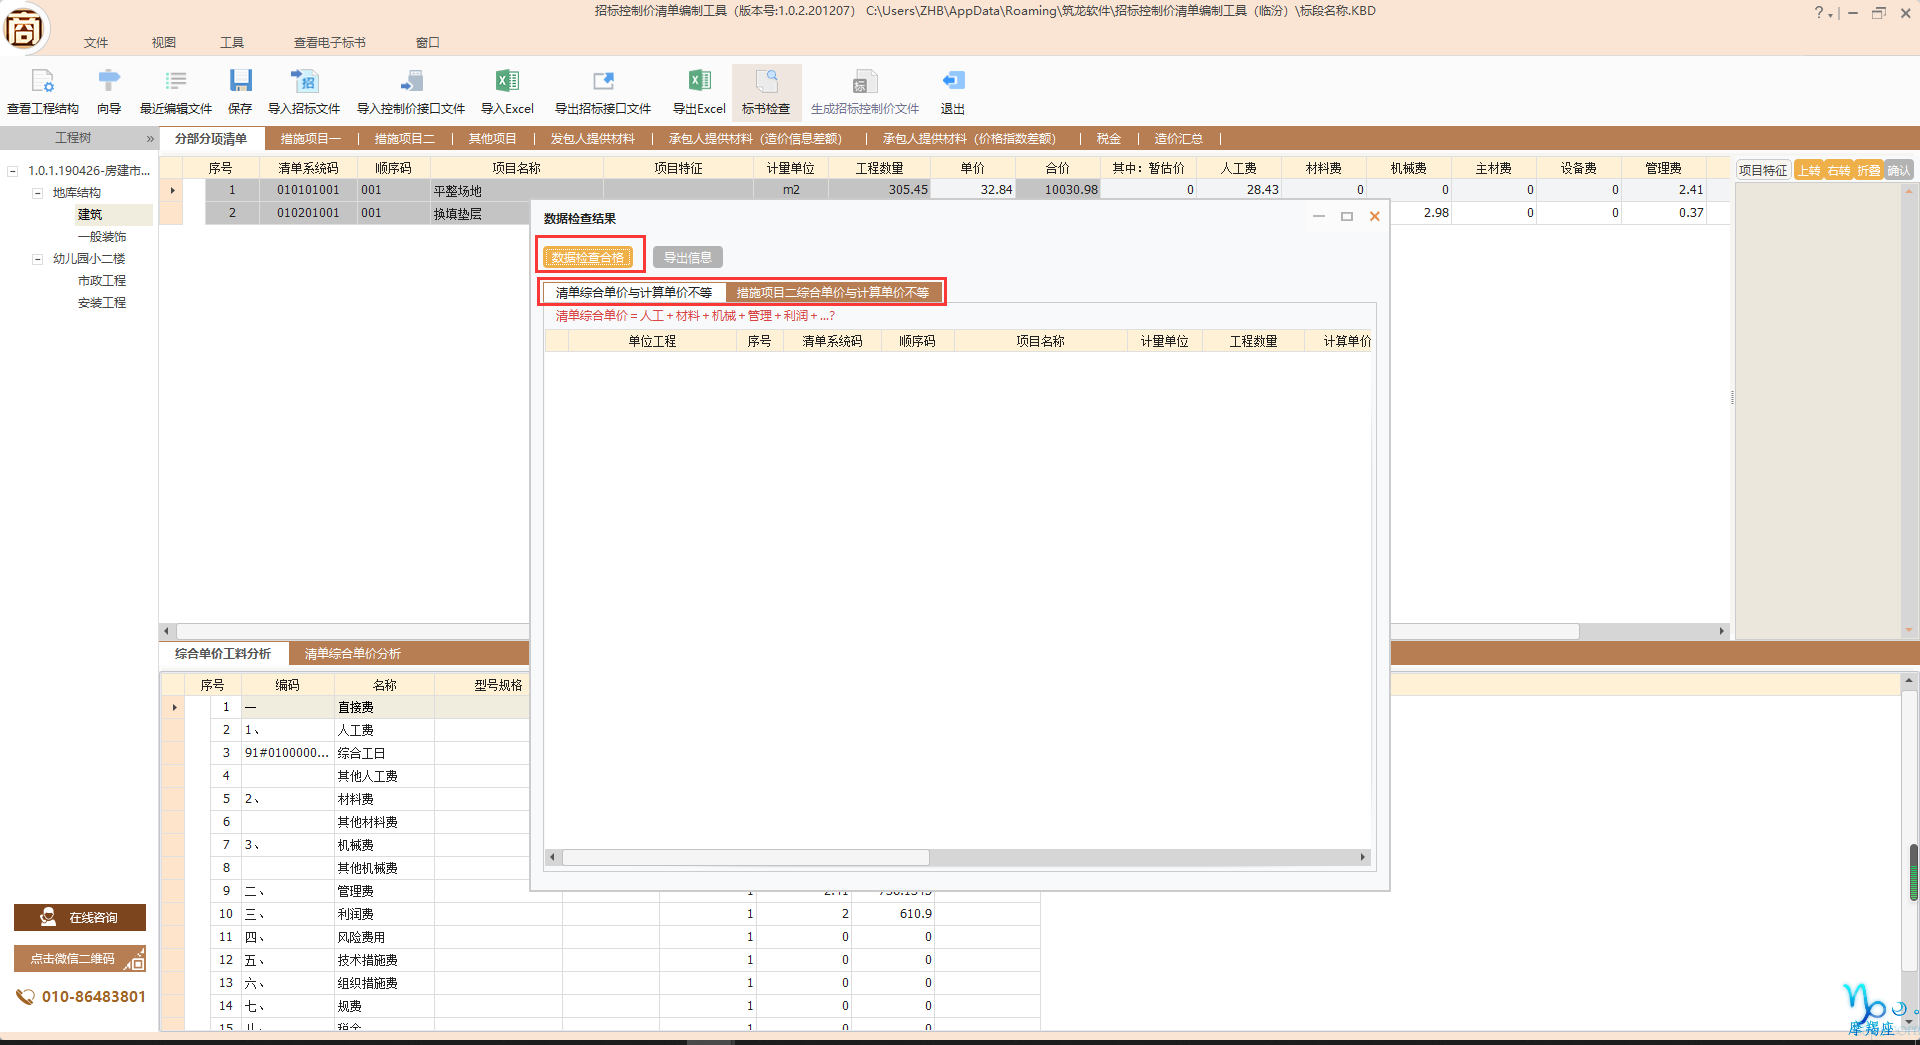 招标控制价清单编制工具（版本号:1.0.2.201207） C:\Users\ZHB\AppData\Roaming\筑龙软件\招标控制价清单编制工具（临汾）\标段名称.KBD
商
文件 视图 工具 查看电子标书 窗口
查看工程结构 向导 最近编辑文件 保存 导入招标文件 导入控制价接口文件 导入Excel 导出招标接口文件 导出Excel 标书检查 生成招标控制价文件 退出
工程树 »
分部分项清单 措施项目一 措施项目二 其他项目 发包人提供材料 承包人提供材料（造价信息差额） 承包人提供材料（价格指数差额） 税金 造价汇总
1.0.1.190426-房建市...
地库结构
建筑
一般装饰
幼儿园小二楼
市政工程
安装工程
序号 清单系统码 顺序码 项目名称 项目特征 计量单位 工程数量 单价 合价 其中：暂估价 人工费 材料费 机械费 主材费 设备费 管理费
1 010101001 001 平整场地 m2 305.45 32.84 10030.98 0 28.43 0 0 0 0 2.41
2 010201001 001 换填垫层 2.98 0 0 0.37
项目特征 上转 右转 折叠 确认
数据检查结果
数据检查合格 导出信息
清单综合单价与计算单价不等 措施项目二综合单价与计算单价不等
清单综合单价 = 人工 + 材料 + 机械 + 管理 + 利润 + ...?
单位工程 序号 清单系统码 顺序码 项目名称 计量单位 工程数量 计算单价
综合单价工料分析 清单综合单价分析
序号 编码 名称 型号规格
1 一 直接费
2 1、 人工费
3 91#0100000... 综合工日
4 其他人工费
5 2、 材料费
6 其他材料费
7 3、 机械费
8 其他机械费
9 二、 管理费 1 2.41 736.1345
10 三、 利润费 1 2 610.9
11 四、 风险费用 1 0 0
12 五、 技术措施费 1 0 0
13 六、 组织措施费 1 0 0
14 七、 规费 1 0 0
15 八、 税金 1 0 0
在线咨询
点击微信二维码
010-86483801
摩羯座